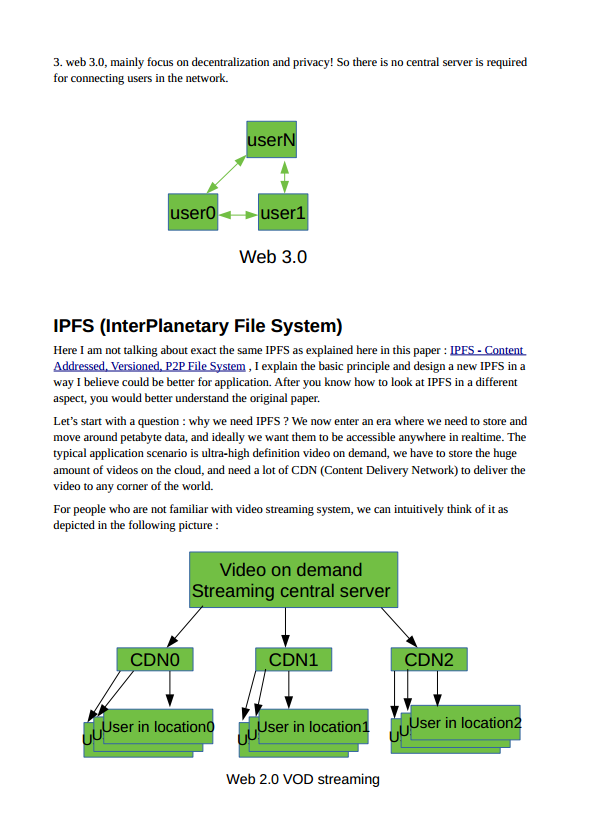 3. web 3.0, mainly focus on decentralization and privacy! So there is no central server is required
for connecting users in the network.
userN
user0
user1
Web 3.0
IPFS (InterPlanetary File System)
Here I am not talking about exact the same IPFS as explained here in this paper : IPFS - Content
Addressed, Versioned, P2P File System , I explain the basic principle and design a new IPFS in a
way I believe could be better for application. After you know how to look at IPFS in a different
aspect, you would better understand the original paper.
Let's start with a question : why we need IPFS ? We now enter an era where we need to store and
move around petabyte data, and ideally we want them to be accessible anywhere in realtime. The
typical application scenario is ultra-high definition video on demand, we have to store the huge
amount of videos on the cloud, and need a lot of CDN (Content Delivery Network) to deliver the
video to any corner of the world.
For people who are not familiar with video streaming system, we can intuitively think of it as
depicted in the following picture :
Video on demand
Streaming central server
CDN0
CDN1
CDN2
U
U
User in location0
U
U
User in location1
U
U
User in location2
Web 2.0 VOD streaming